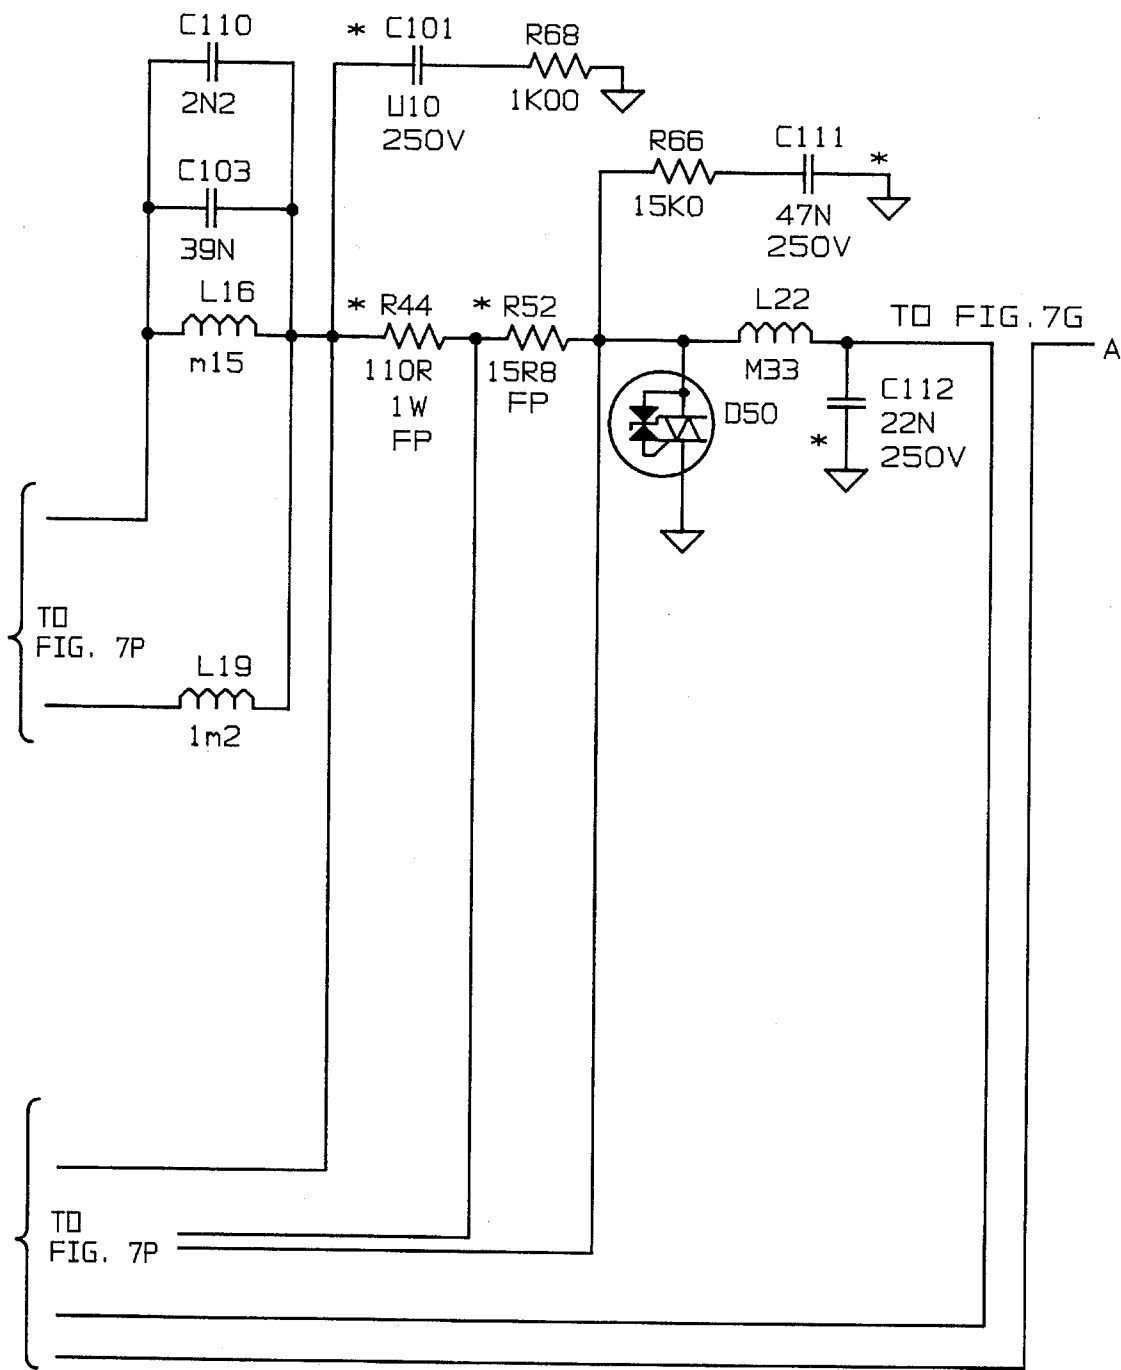 C110
2N2
* C101
U10
250V
R68
1K00
C103
39N
R66
15K0
C111
*
47N
250V
L16
m15
* R44
110R
1W
FP
* R52
15R8
FP
L22
M33
TO FIG.7G
A
D50
C112
22N
250V
*
TO
FIG. 7P
L19
1m2
TO
FIG. 7P